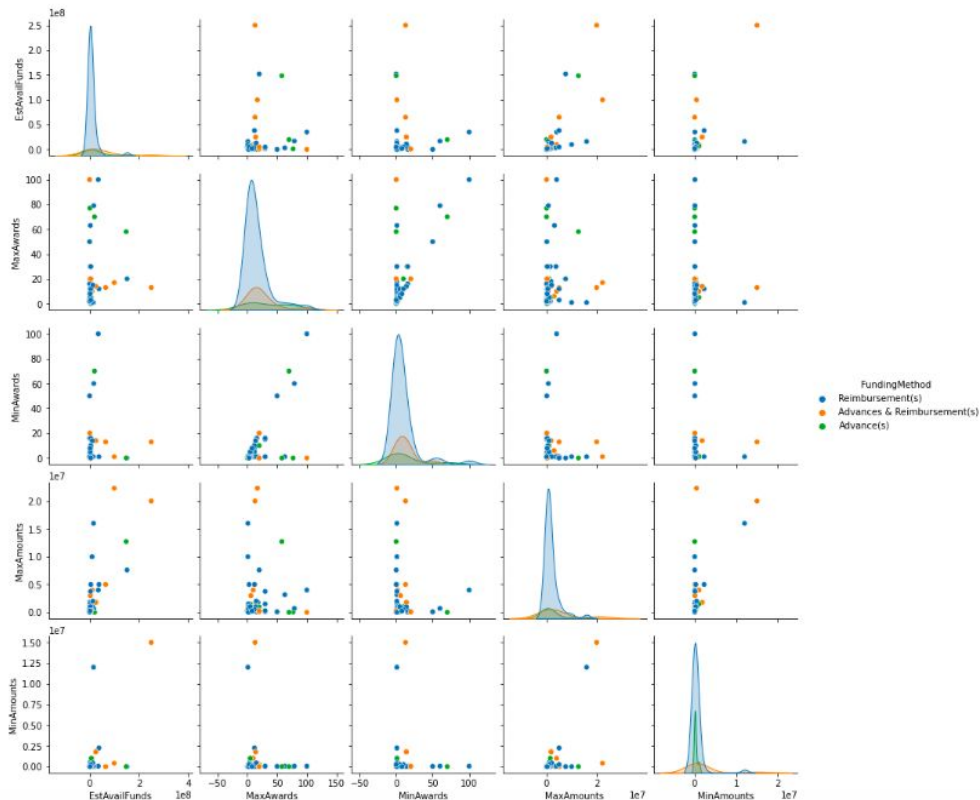 1e8
2.5
2.0
1.5
1.0
0.5
0.0
EstAvailFunds
100
80
60
40
20
0
MaxAwards
100
80
60
40
20
0
MinAwards
FundingMethod
Reimbursement(s)
Advances & Reimbursement(s)
Advance(s)
1e7
2.0
1.5
1.0
0.5
0.0
MaxAmounts
1e7
1.50
1.25
1.00
0.75
0.50
0.25
0.00
MinAmounts
0 2 4
1e8
EstAvailFunds
-50 0 50 100 150
MaxAwards
-50 0 50 100
MinAwards
0 2
1e7
MaxAmounts
0 1 2
1e7
MinAmounts